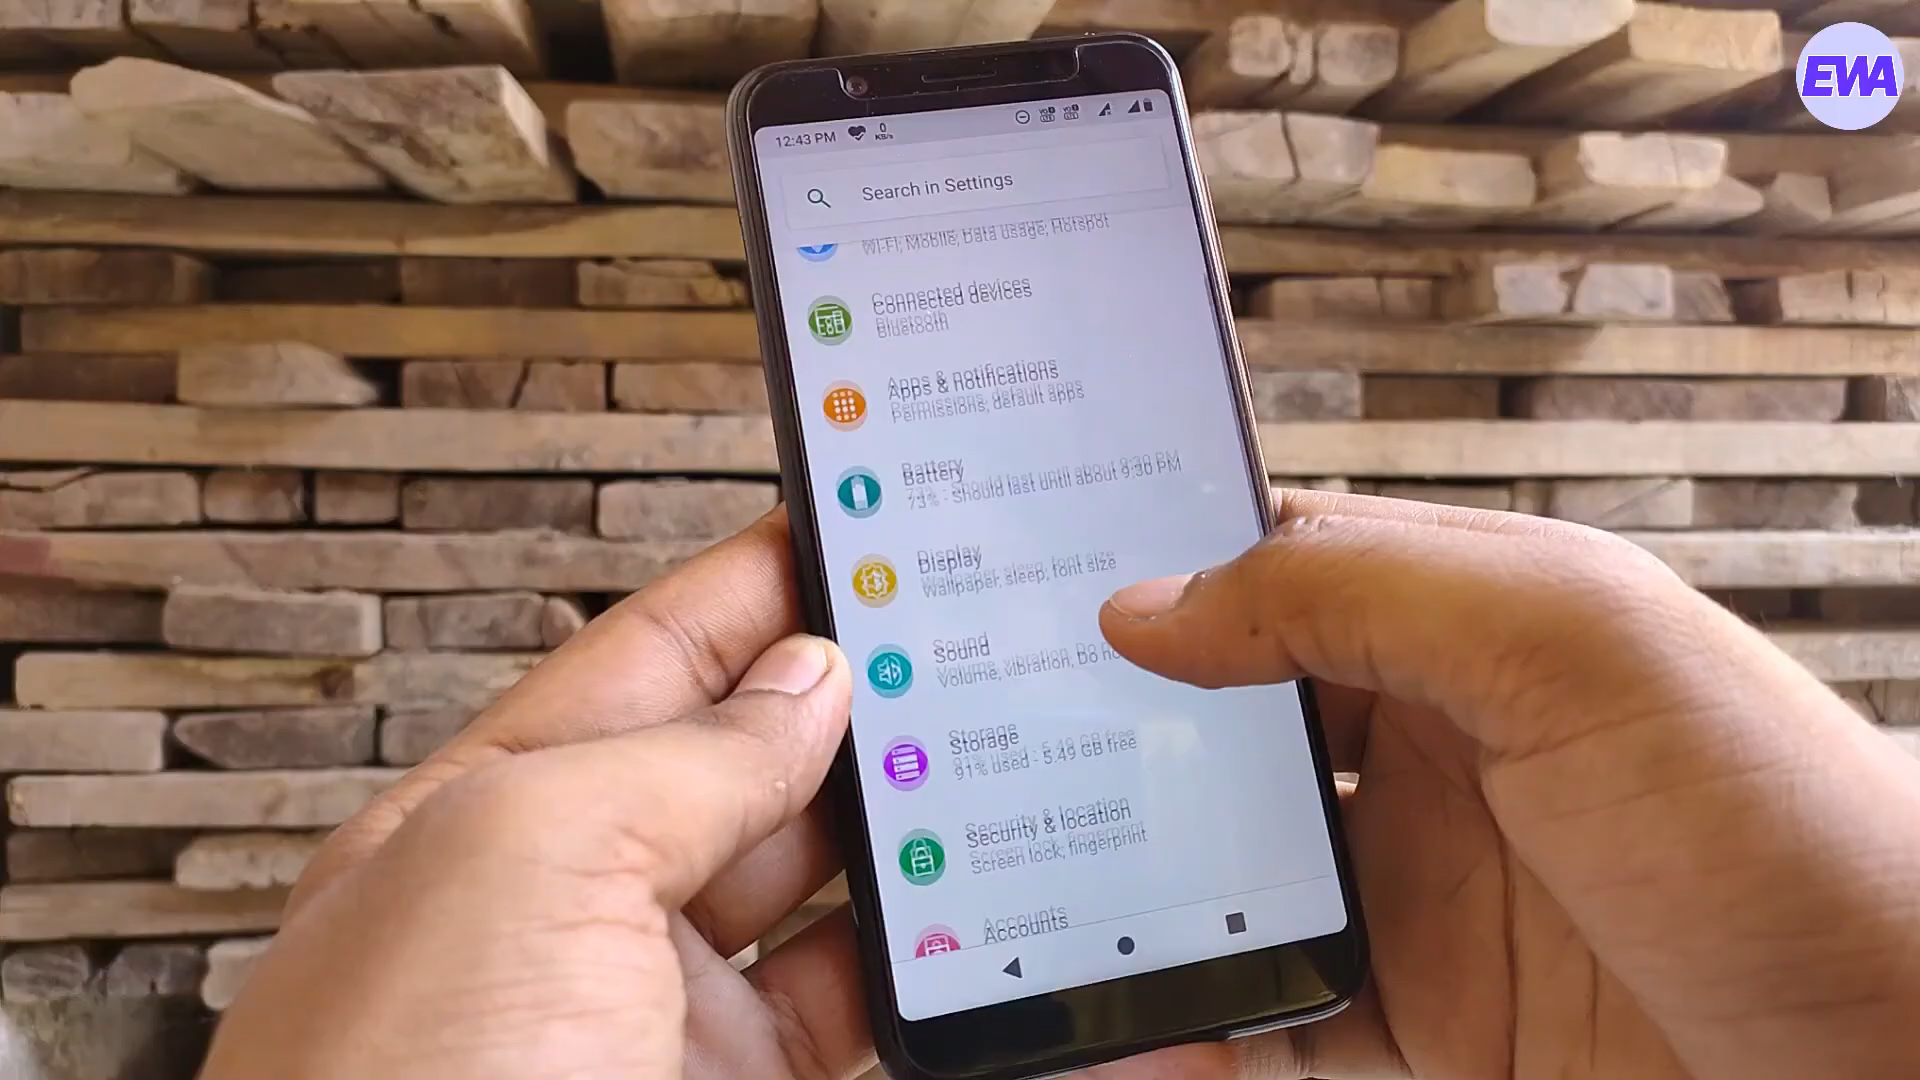 EWA
12:43 PM
0
KB/s
Search in Settings
Wi-Fi, Mobile, Data usage, Hotspot
Connected devices
Bluetooth
Apps & notifications
Permissions, default apps
Battery
73% - Should last until about 9:30 PM
Display
Wallpaper, sleep, font size
Sound
Volume, vibration, Do
Storage
91% used - 5.49 GB free
Security & location
Screen lock, fingerprint
Accounts